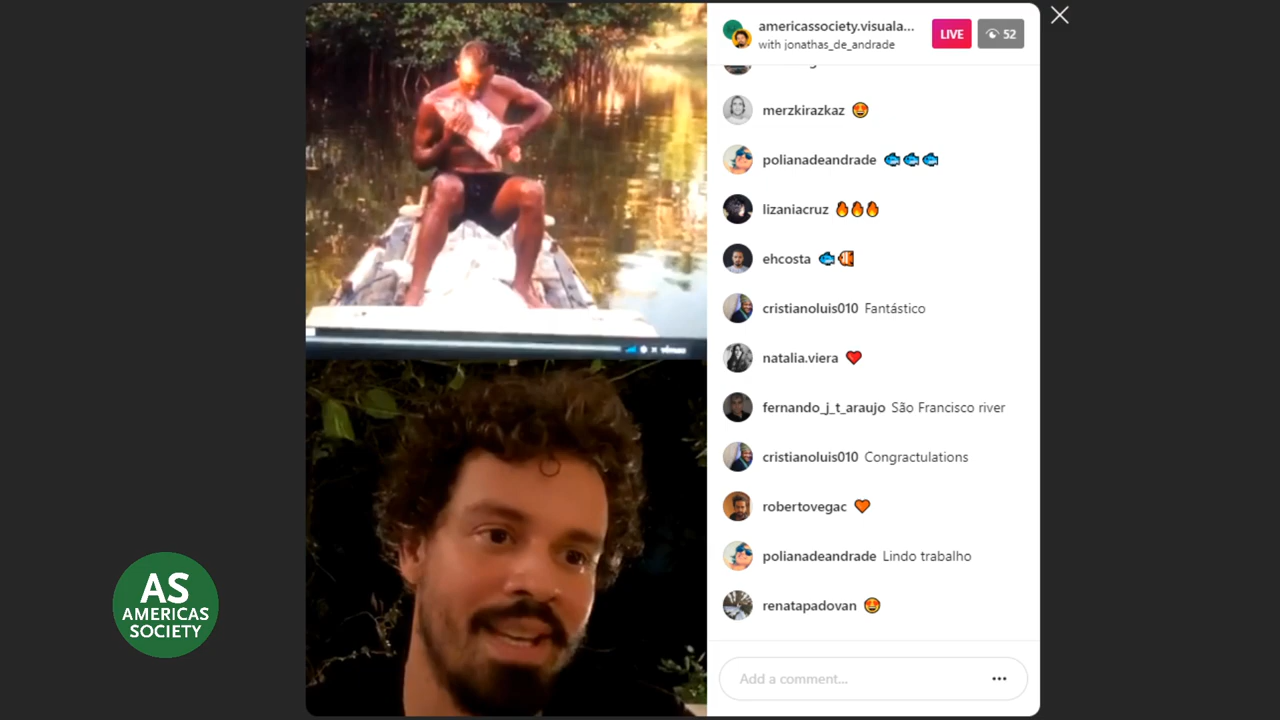 americassociety.visuala...
with jonathas_de_andrade
LIVE
52
merzkirazkaz
polianadeandrade
lizaniacruz
ehcosta
cristianoluis010 Fantástico
natalia.viera
fernando_j_t_araujo São Francisco river
cristianoluis010 Congractulations
robertovegac
polianadeandrade Lindo trabalho
renatapadovan
Add a comment...
vimeo
AS
AMERICAS
SOCIETY